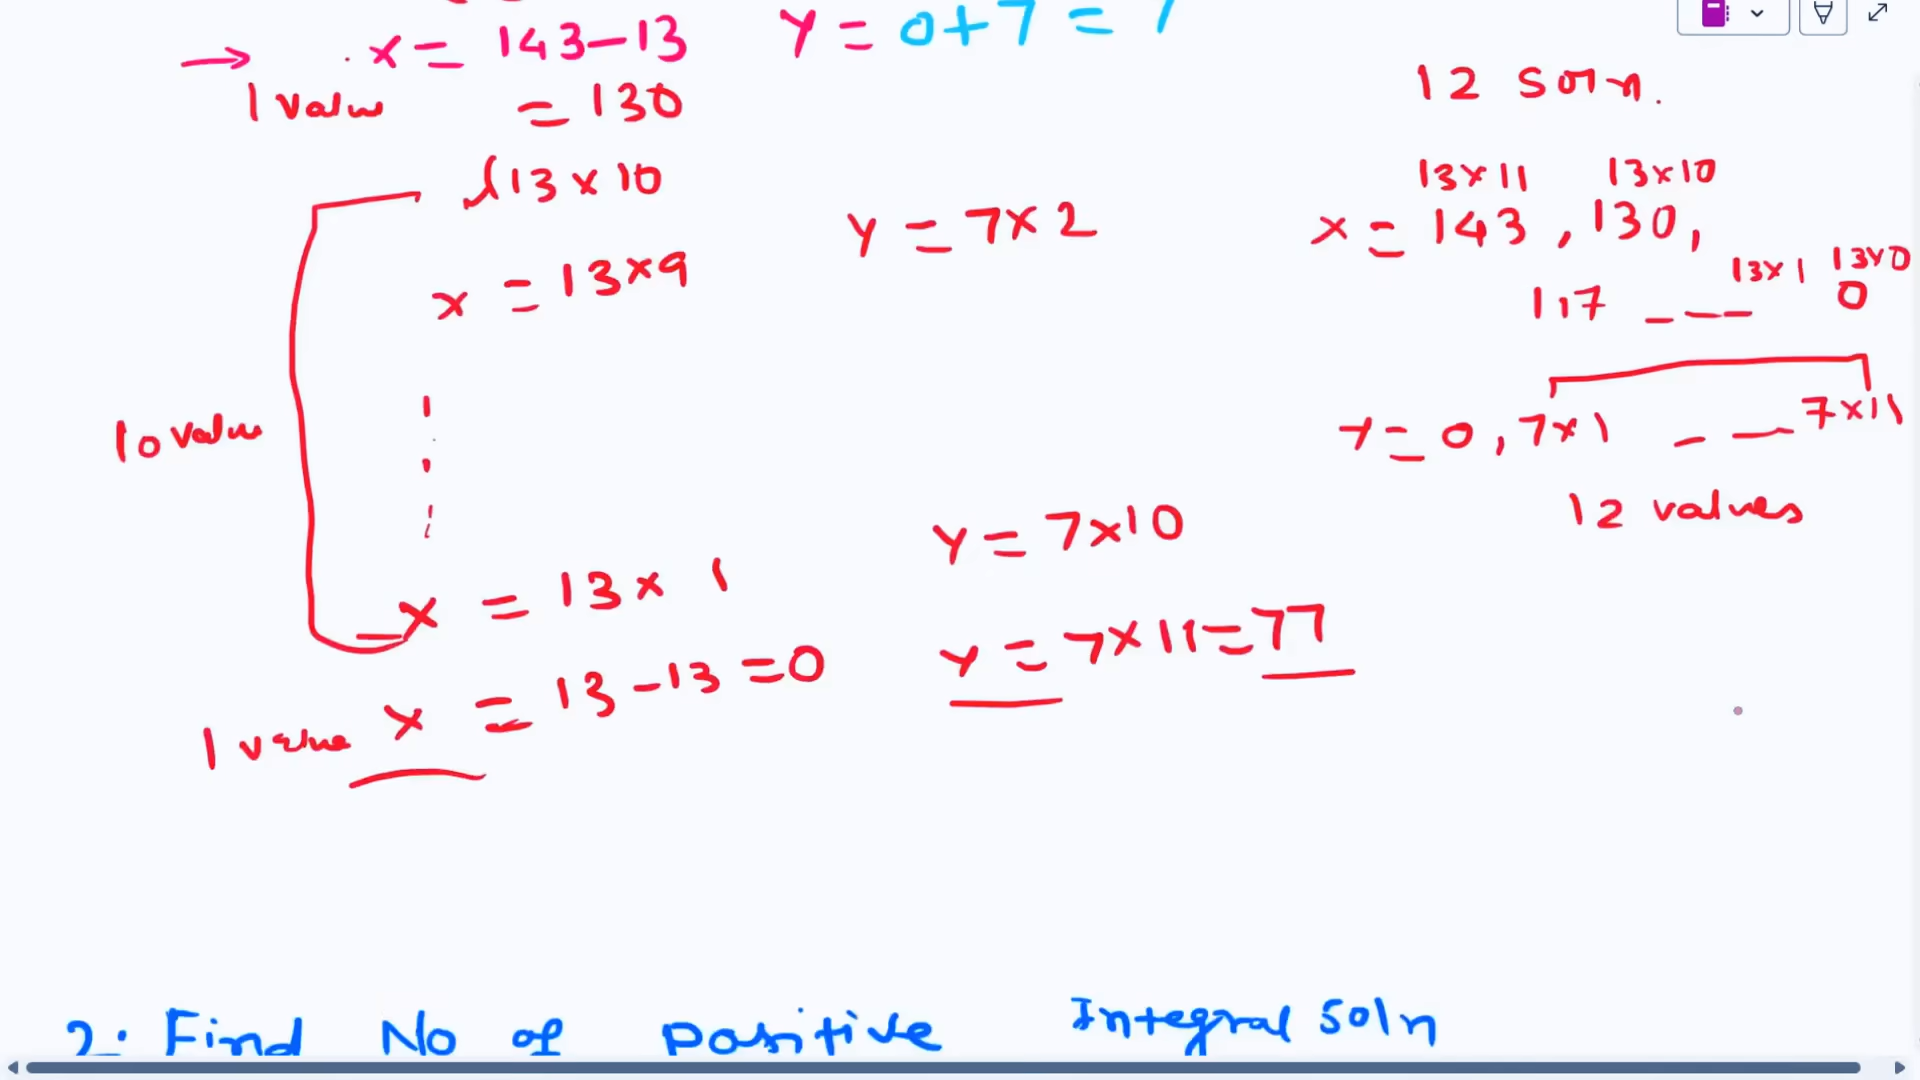 → x = 143-13 y = 0+7 = 7
1 value = 130
13×10
x = 13×9 y = 7×2
10 value
x = 13× 1 y = 7×10
1 value x = 13-13 =0 y = 7×11=77
12 soln.
13×11 13×10
x = 143, 130,
13×1 13×0
117 _ _ _ 0
y= 0, 7×1 _ _ 7×11
12 values
2. Find No of positive Integral Soln